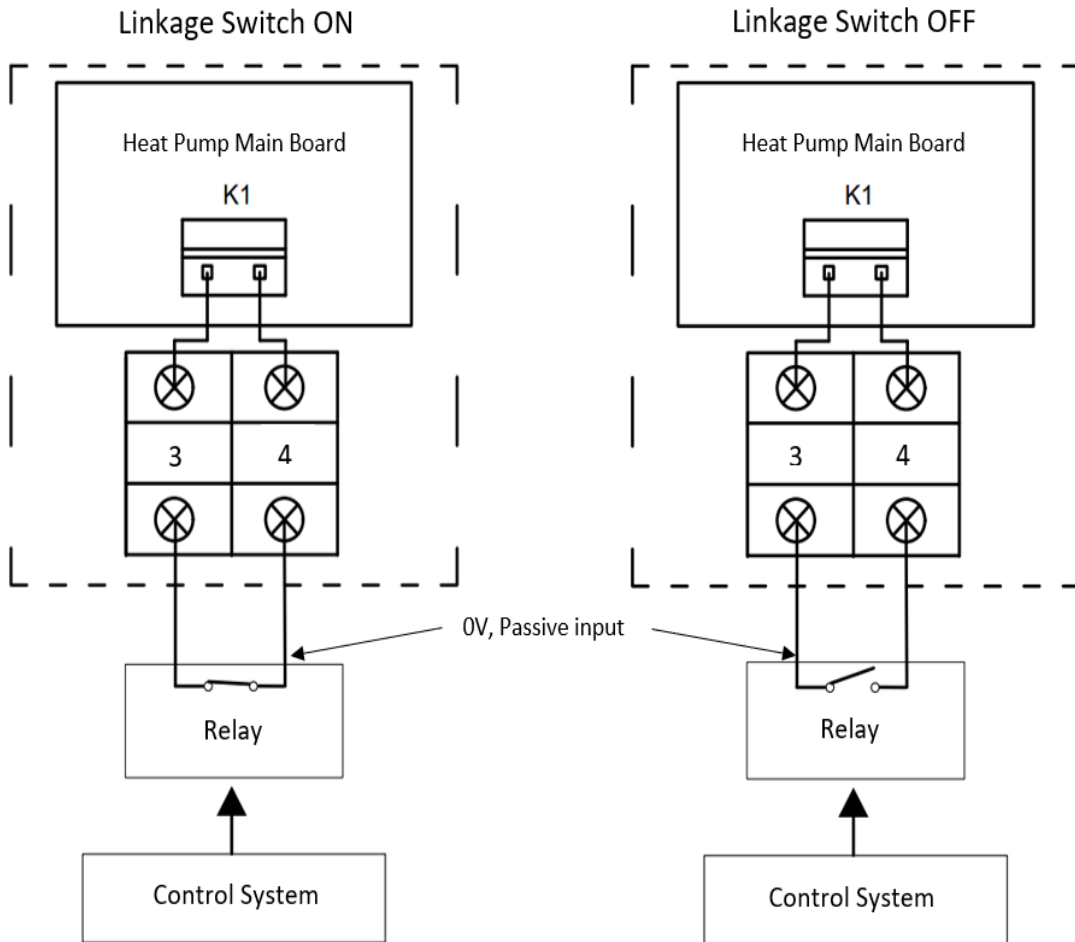 Linkage Switch ON
Heat Pump Main Board
K1
3 4
Relay
Control System
0V, Passive input
Linkage Switch OFF
Heat Pump Main Board
K1
3 4
Relay
Control System